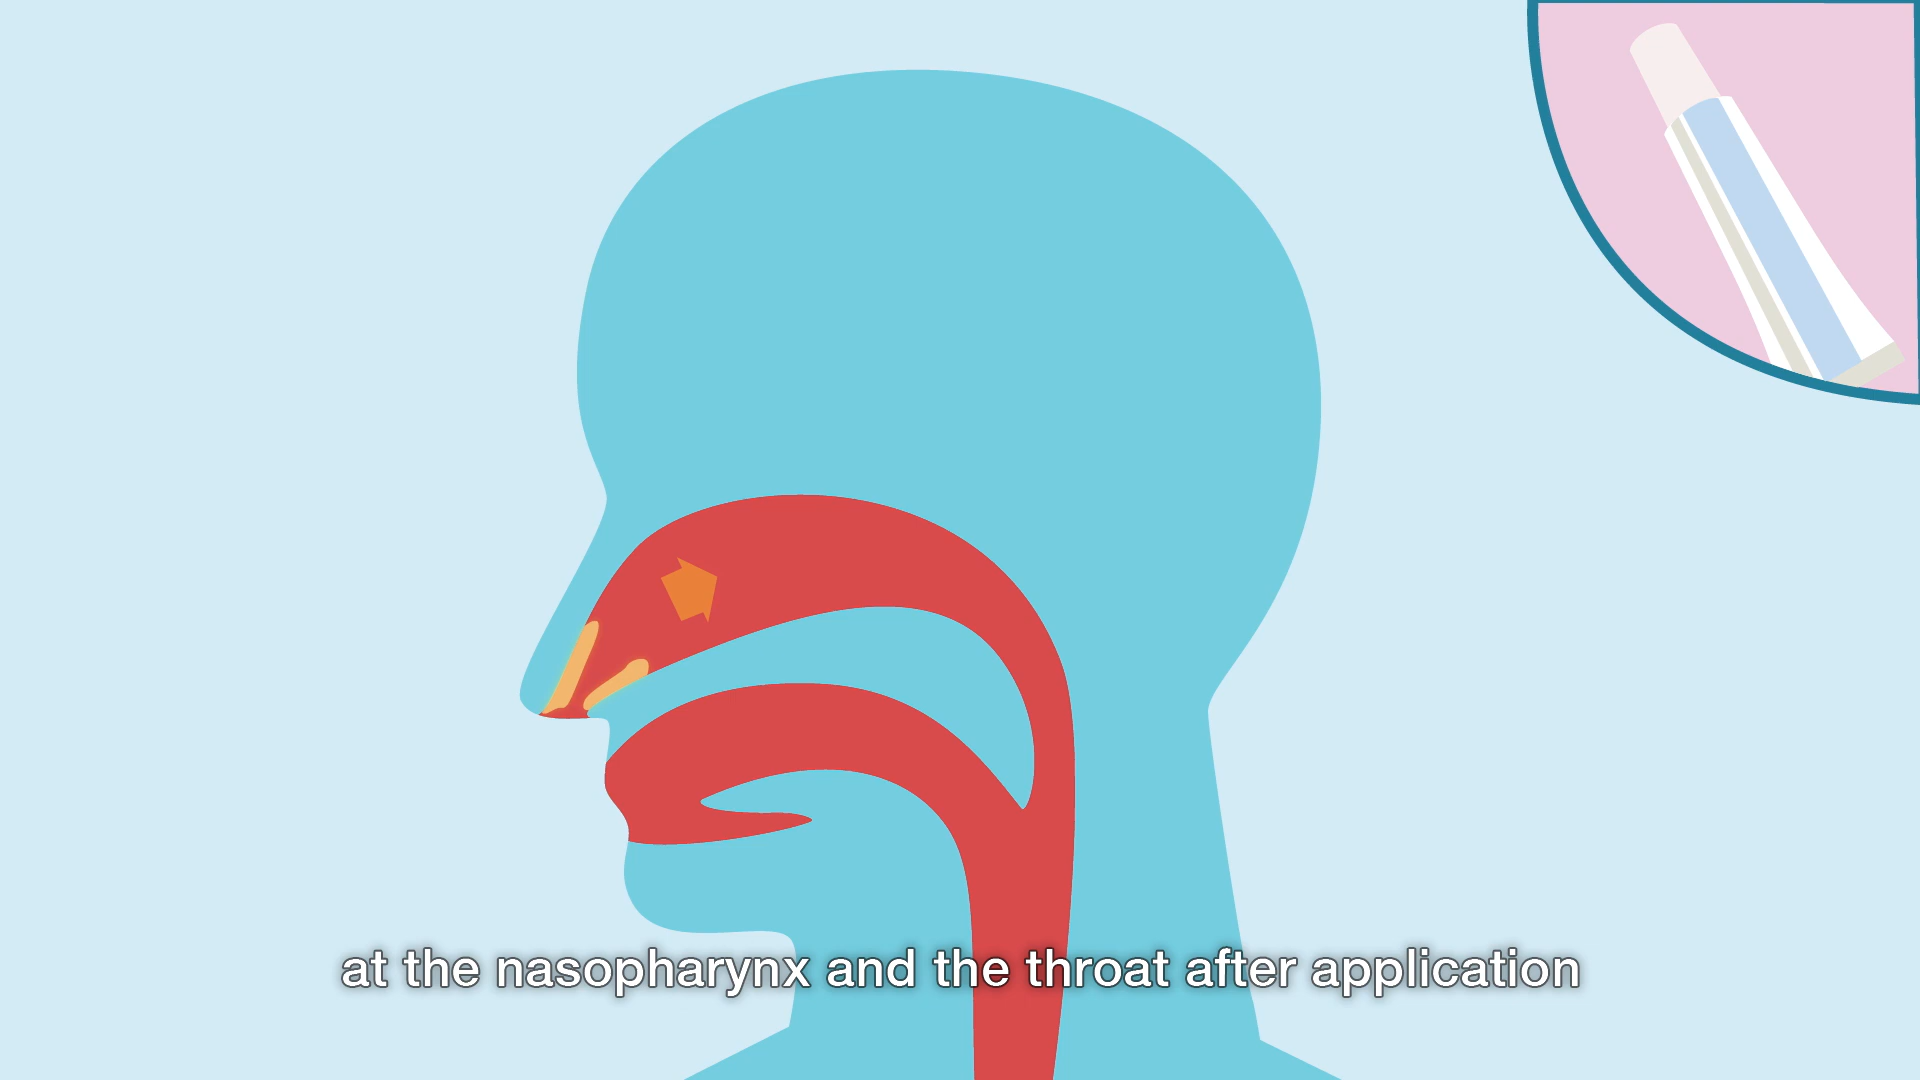 at the nasopharynx and the throat after application